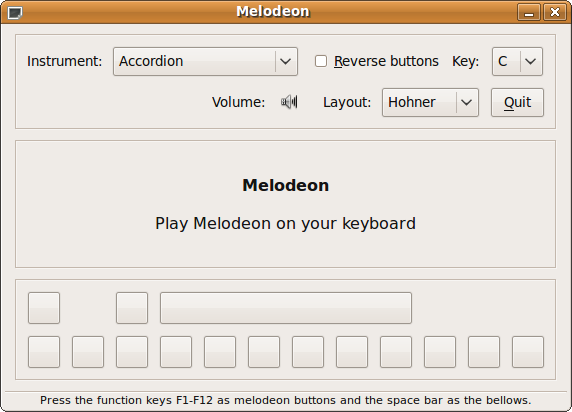 Melodeon
Instrument: Accordion Reverse buttons Key: C
Volume: Layout: Hohner Quit
Melodeon
Play Melodeon on your keyboard
Press the function keys F1-F12 as melodeon buttons and the space bar as the bellows.